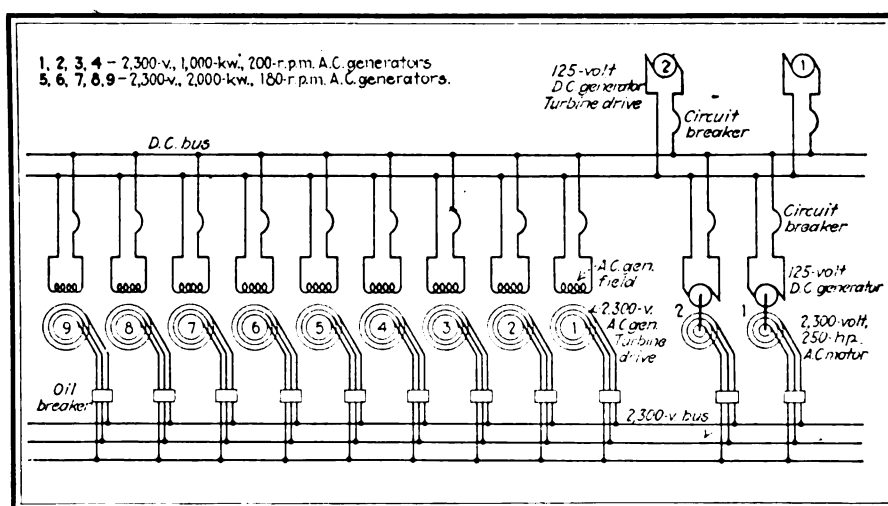 1, 2, 3, 4 – 2,300-v., 1,000-kw., 200-r.p.m. A.C. generators
5, 6, 7, 8, 9 – 2,300-v., 2,000-kw., 180-r.p.m. A.C. generators.
125-volt
D.C. generator
Turbine drive
2
1
Circuit
breaker
D.C. bus
Circuit
breaker
A.C. gen.
field
125-volt
D.C. generator
9
8
7
6
5
4
3
2
1
2,300-v.
A.C. gen.
Turbine
drive
2
1
2,300-volt,
250-hp.
A.C. motor
Oil
breaker
2,300-v. bus